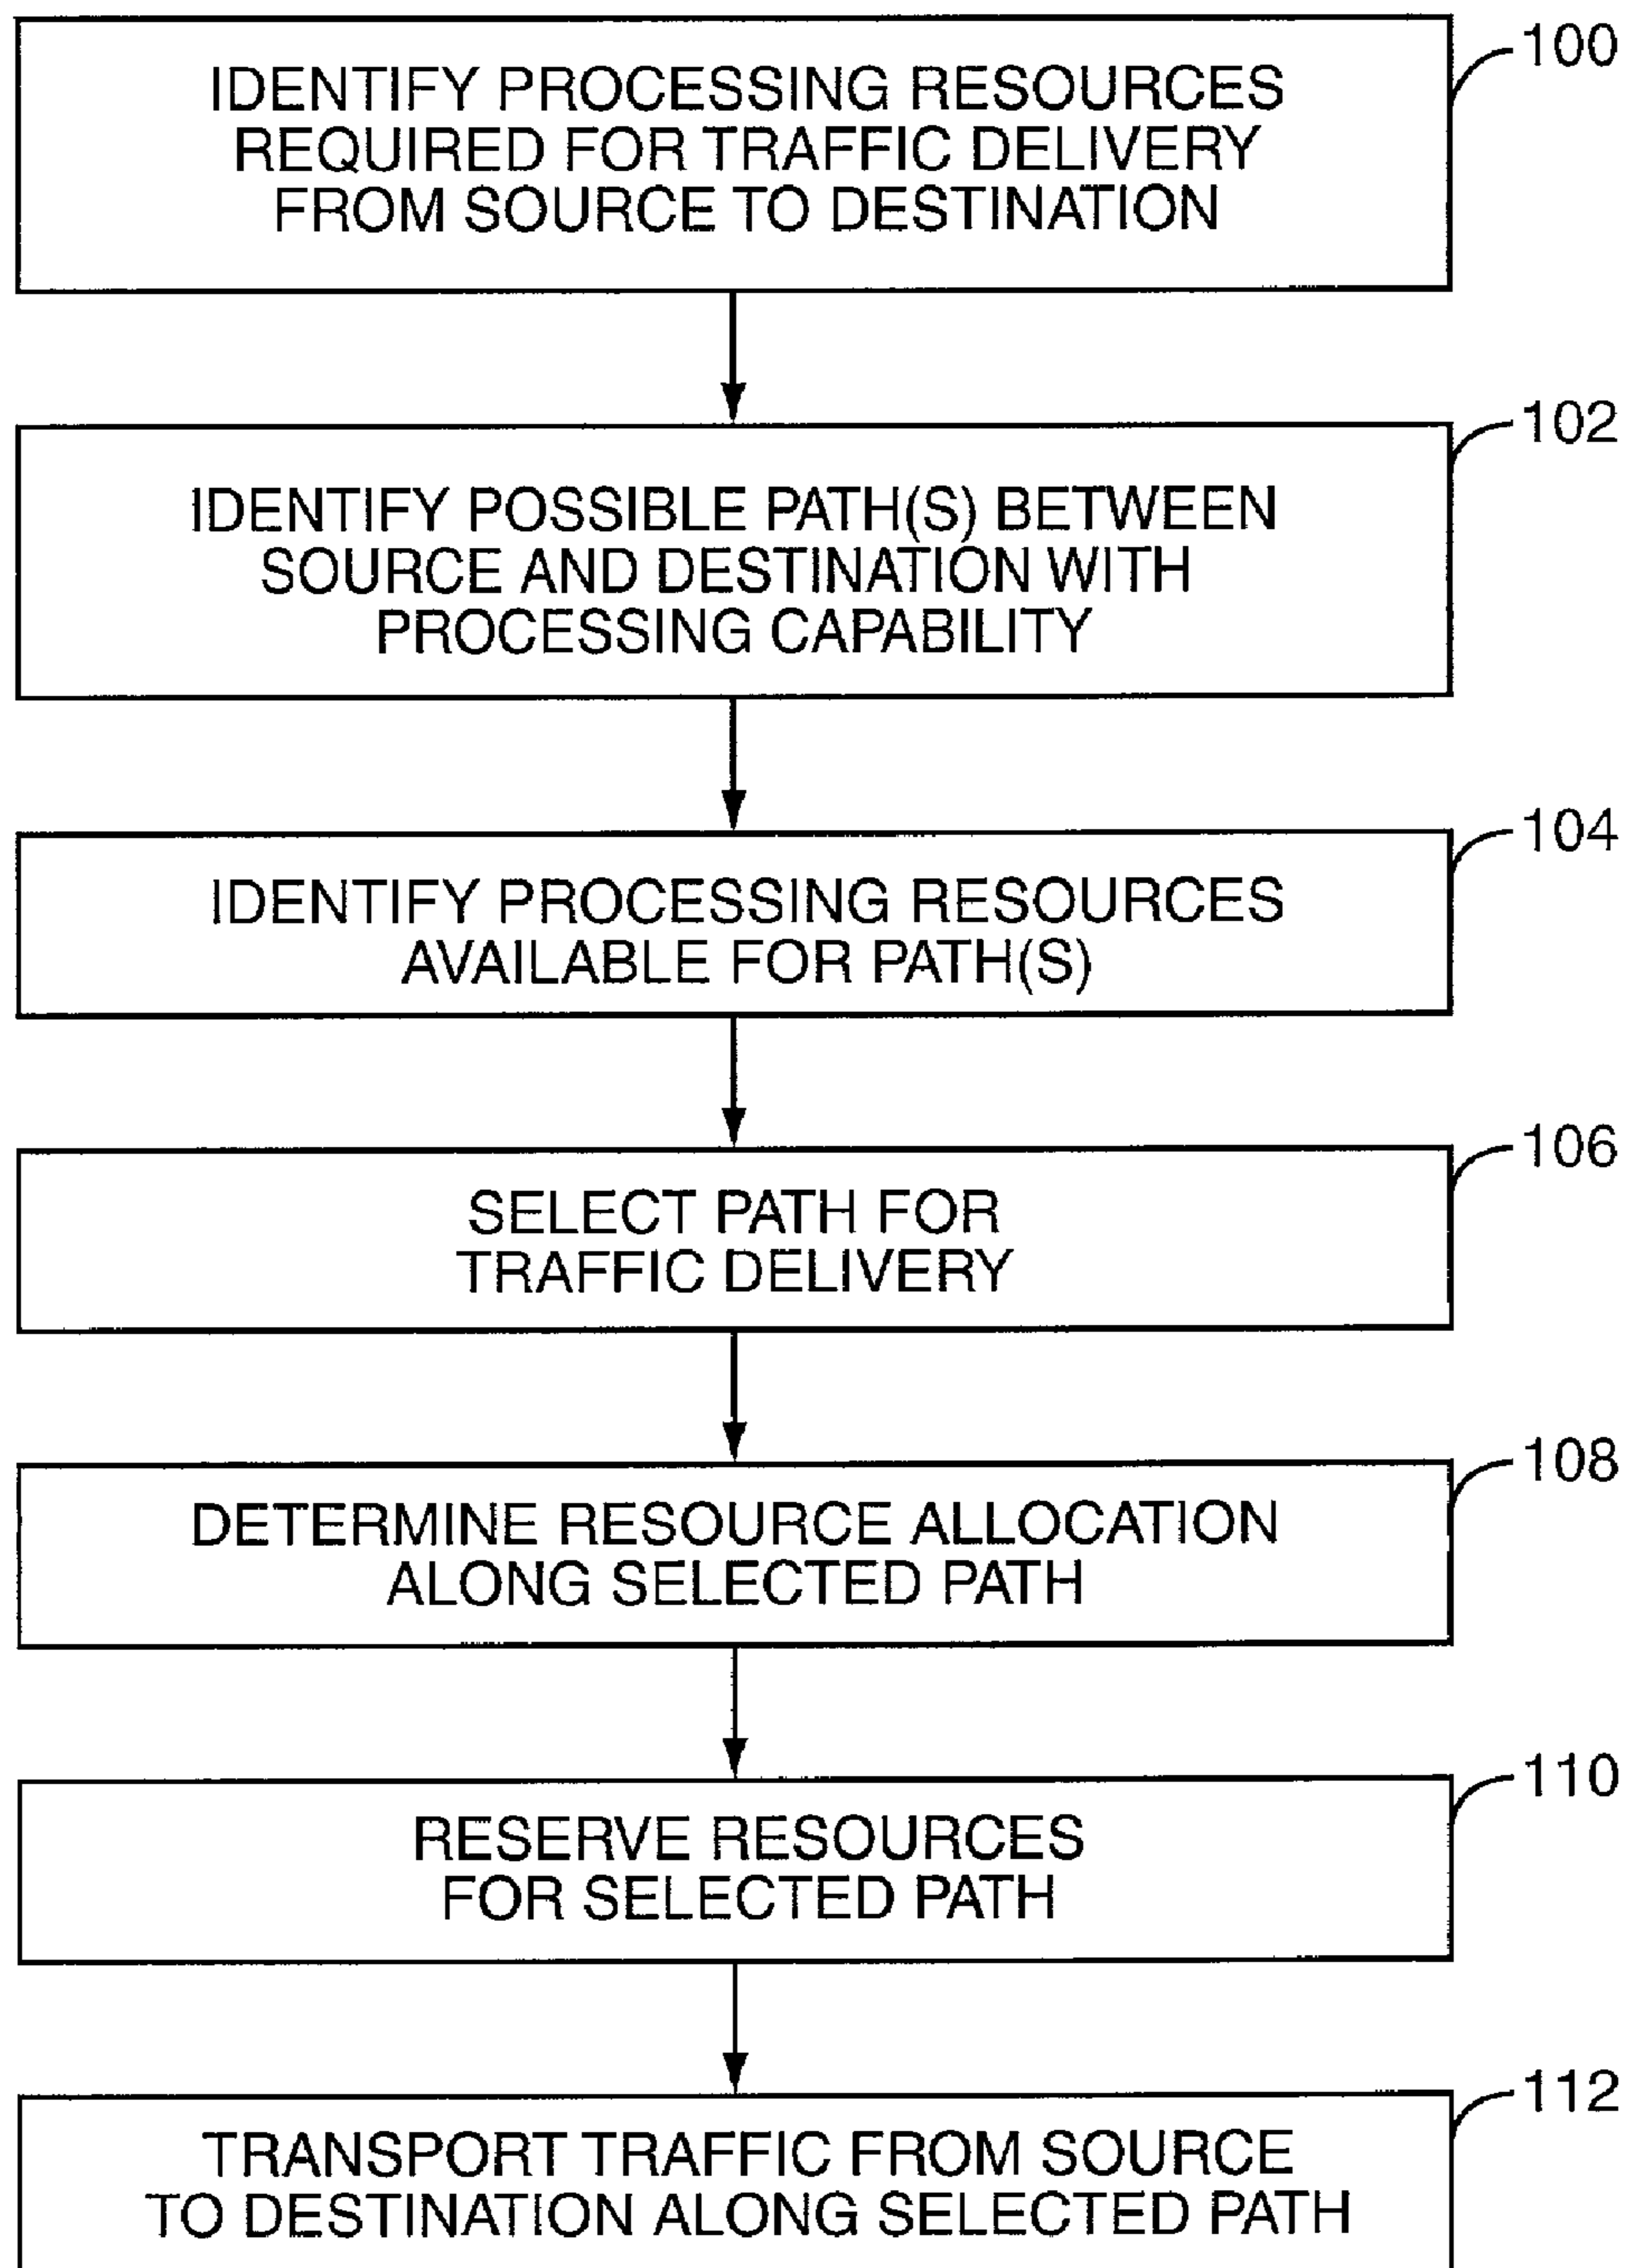 100
IDENTIFY PROCESSING RESOURCES
REQUIRED FOR TRAFFIC DELIVERY
FROM SOURCE TO DESTINATION
102
IDENTIFY POSSIBLE PATH(S) BETWEEN
SOURCE AND DESTINATION WITH
PROCESSING CAPABILITY
104
IDENTIFY PROCESSING RESOURCES
AVAILABLE FOR PATH(S)
106
SELECT PATH FOR
TRAFFIC DELIVERY
108
DETERMINE RESOURCE ALLOCATION
ALONG SELECTED PATH
110
RESERVE RESOURCES
FOR SELECTED PATH
112
TRANSPORT TRAFFIC FROM SOURCE
TO DESTINATION ALONG SELECTED PATH